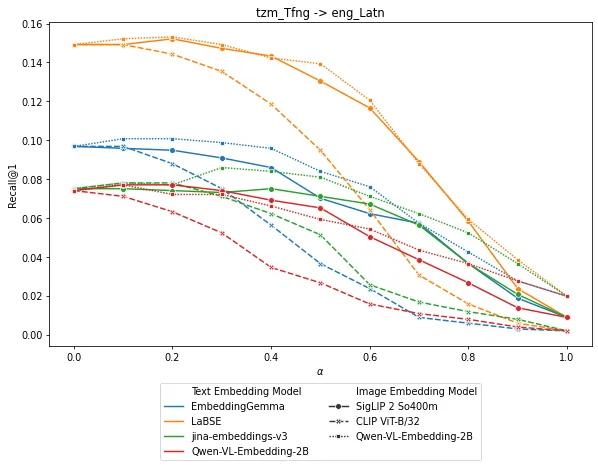 tzm_Tfng -> eng_Latn
Recall@1
0.16
0.14
0.12
0.10
0.08
0.06
0.04
0.02
0.00
0.0 0.2 0.4 0.6 0.8 1.0
α
Text Embedding Model Image Embedding Model
EmbeddingGemma SigLIP 2 So400m
LaBSE CLIP ViT-B/32
jina-embeddings-v3 Qwen-VL-Embedding-2B
Qwen-VL-Embedding-2B